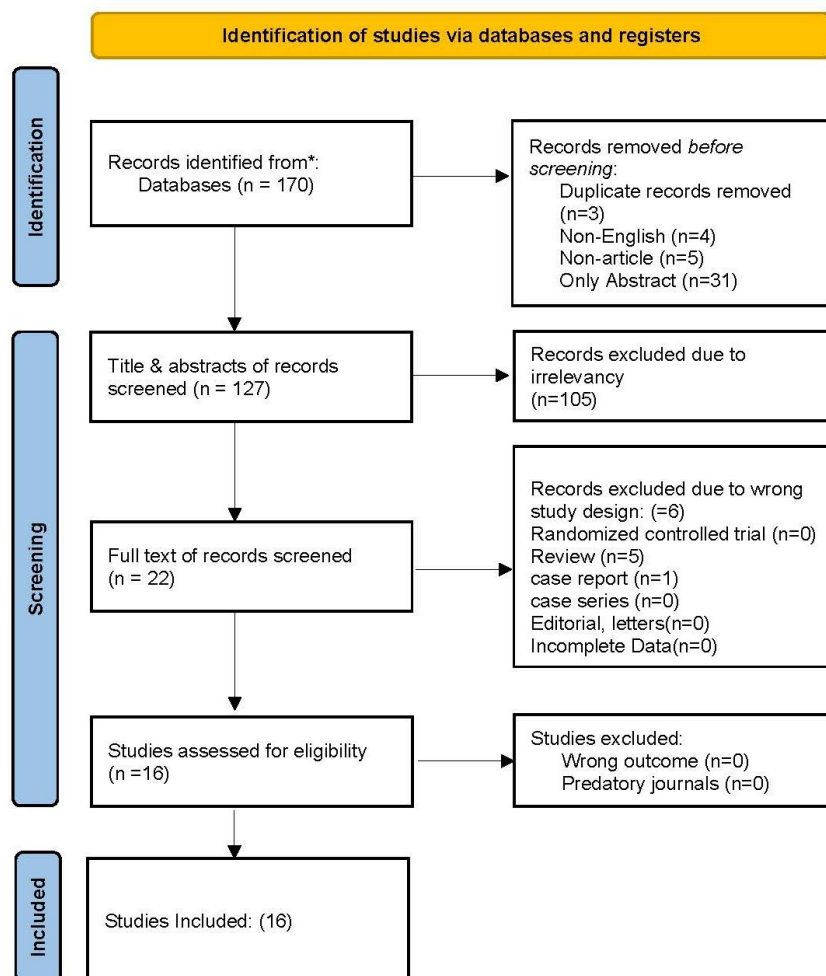 Identification of studies via databases and registers
Identification
Records identified from*:
Databases (n = 170)
Records removed before
screening:
Duplicate records removed
(n=3)
Non-English (n=4)
Non-article (n=5)
Only Abstract (n=31)
Screening
Title & abstracts of records
screened (n = 127)
Records excluded due to
irrelevancy
(n=105)
Full text of records screened
(n = 22)
Records excluded due to wrong
study design: (=6)
Randomized controlled trial (n=0)
Review (n=5)
case report (n=1)
case series (n=0)
Editorial, letters(n=0)
Incomplete Data(n=0)
Studies assessed for eligibility
(n =16)
Studies excluded:
Wrong outcome (n=0)
Predatory journals (n=0)
Included
Studies Included: (16)